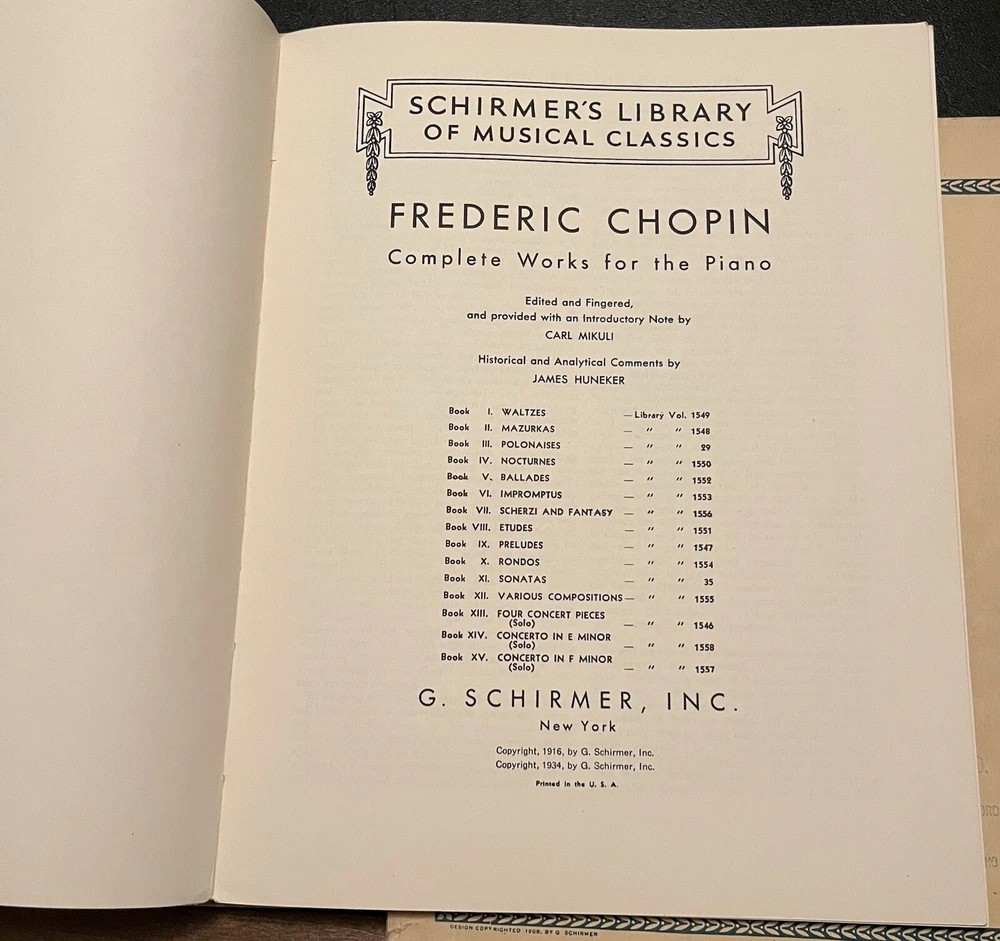 SCHIRMER'S LIBRARY
OF MUSICAL CLASSICS
FREDERIC CHOPIN
Complete Works for the Piano
Edited and Fingered,
and provided with an Introductory Note by
CARL MIKULI
Historical and Analytical Comments by
JAMES HUNEKER
Book I. WALTZES — Library Vol. 1549
Book II. MAZURKAS — " " 1548
Book III. POLONAISES — " " 29
Book IV. NOCTURNES — " " 1550
Book V. BALLADES — " " 1552
Book VI. IMPROMPTUS — " " 1553
Book VII. SCHERZI AND FANTASY — " " 1556
Book VIII. ETUDES — " " 1551
Book IX. PRELUDES — " " 1547
Book X. RONDOS — " " 1554
Book XI. SONATAS — " " 35
Book XII. VARIOUS COMPOSITIONS — " " 1555
Book XIII. FOUR CONCERT PIECES
(Solo) — " " 1546
Book XIV. CONCERTO IN E MINOR
(Solo) — " " 1558
Book XV. CONCERTO IN F MINOR
(Solo) — " " 1557
G. SCHIRMER, INC.
New York
Copyright, 1916, by G. Schirmer, Inc.
Copyright, 1934, by G. Schirmer, Inc.
Printed in the U. S. A.
DESIGN COPYRIGHTED 1908, BY G. SCHIRMER